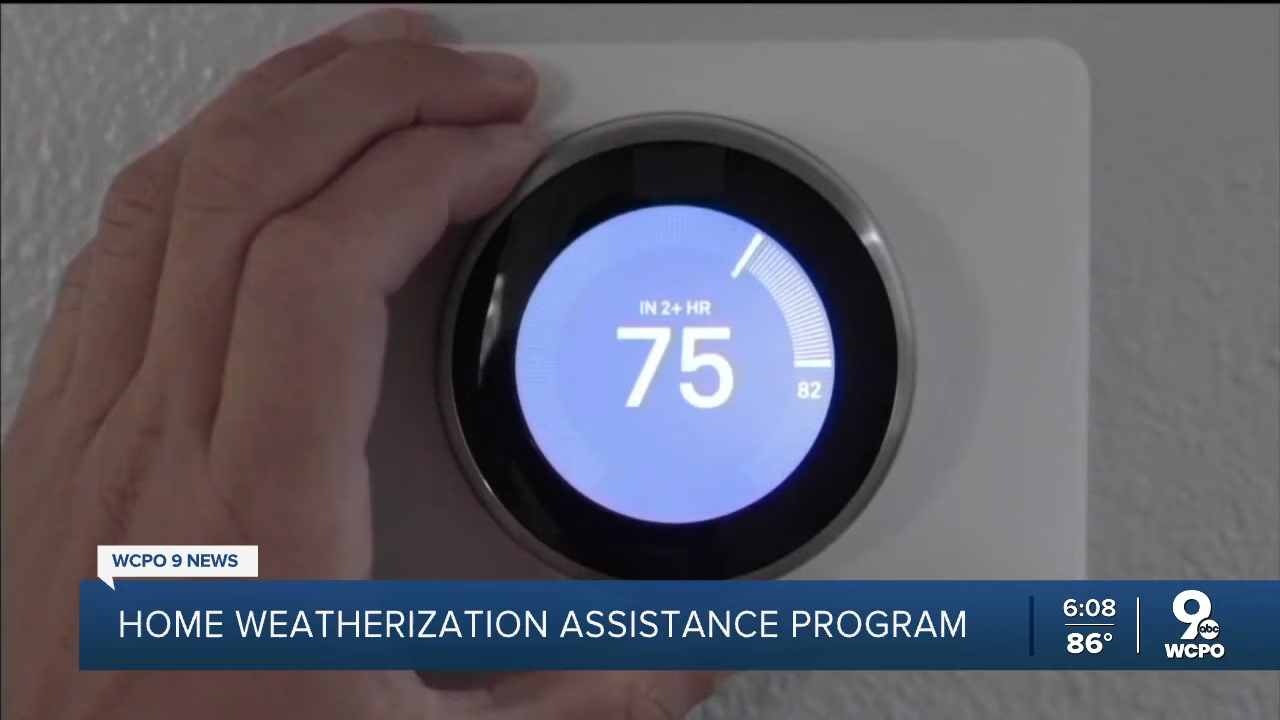 IN 2+ HR
75
82
WCPO 9 NEWS
HOME WEATHERIZATION ASSISTANCE PROGRAM
6:08
86°
9
abc
WCPO